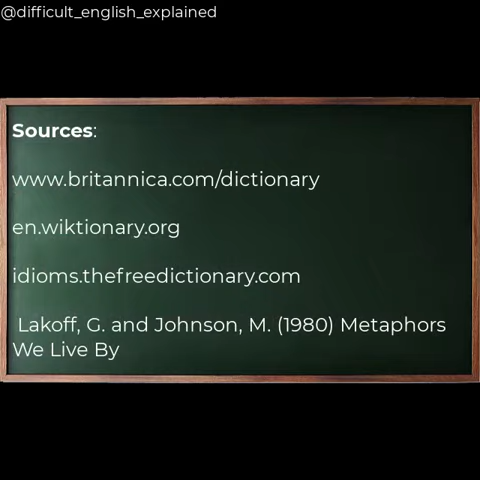 @difficult_english_explained
Sources:
www.britannica.com/dictionary
en.wiktionary.org
idioms.thefreedictionary.com
Lakoff, G. and Johnson, M. (1980) Metaphors
We Live By